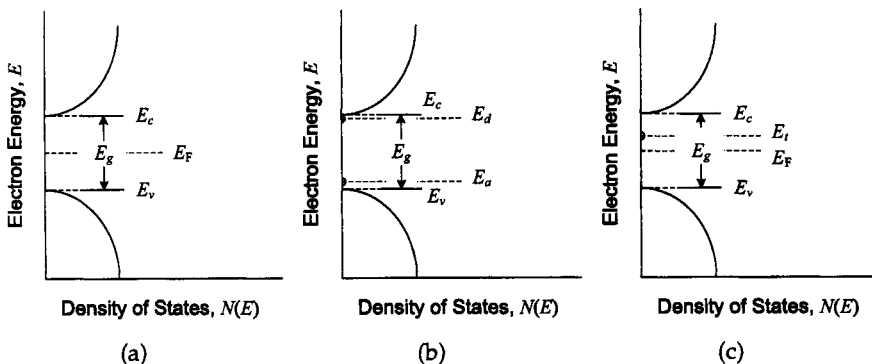 Electron Energy, E
E_c
E_g
E_F
E_v
Density of States, N(E)
(a)
Electron Energy, E
E_c
E_d
E_g
E_a
E_v
Density of States, N(E)
(b)
Electron Energy, E
E_c
E_t
E_g
E_F
E_v
Density of States, N(E)
(c)